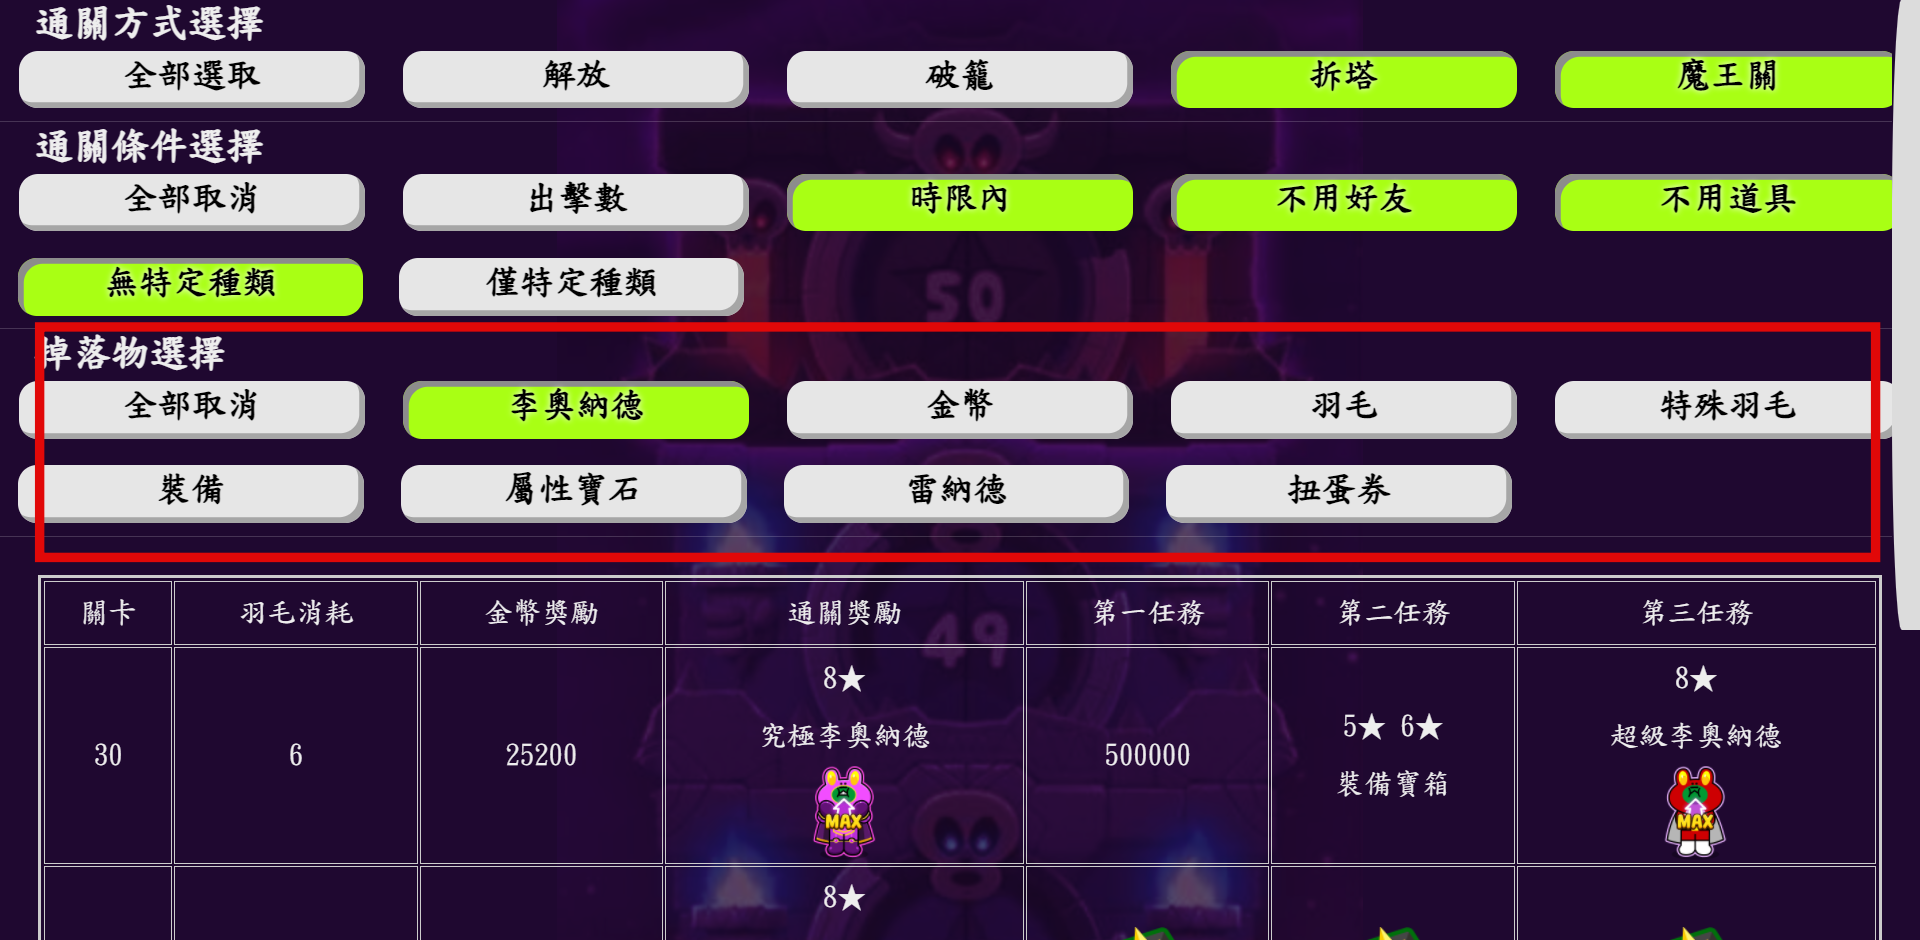 通關方式選擇
全部選取 解放 破籠 拆塔 魔王關
通關條件選擇
全部取消 出擊數 時限內 不用好友 不用道具
無特定種類 僅特定種類
50
掉落物選擇
全部取消 李奧納德 金幣 羽毛 特殊羽毛
裝備 屬性寶石 雷納德 扭蛋券
關卡 羽毛消耗 金幣獎勵 通關獎勵 第一任務 第二任務 第三任務
49
8★ 8★
5★ 6★
究極李奧納德 超級李奧納德
30 6 25200 500000
裝備寶箱
MAX MAX
8★